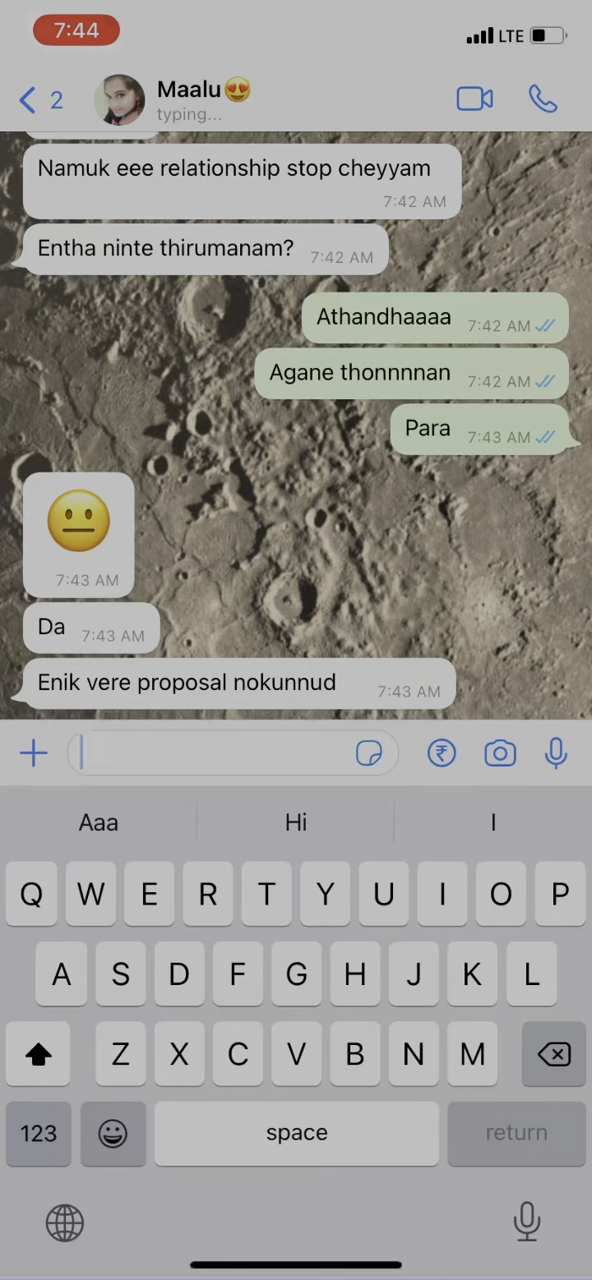 7:44
LTE
2
Maalu😍
typing...
Namuk eee relationship stop cheyyam
7:42 AM
Entha ninte thirumanam? 7:42 AM
Athandhaaaa 7:42 AM
Agane thonnnnan 7:42 AM
Para 7:43 AM
😐
7:43 AM
Da 7:43 AM
Enik vere proposal nokunnud 7:43 AM
₹
Aaa Hi I
Q W E R T Y U I O P
A S D F G H J K L
Z X C V B N M
123 space return